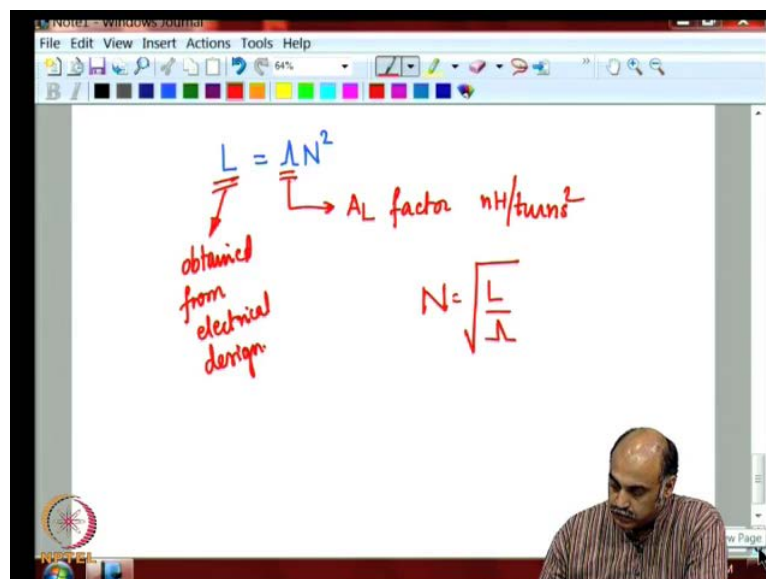 Note1 - Windows Journal
File Edit View Insert Actions Tools Help
64%
B I
L = ΛN²
A_L factor nH/turns²
obtained
from
electrical
design.
N = √(L/Λ)
NPTEL
w Page